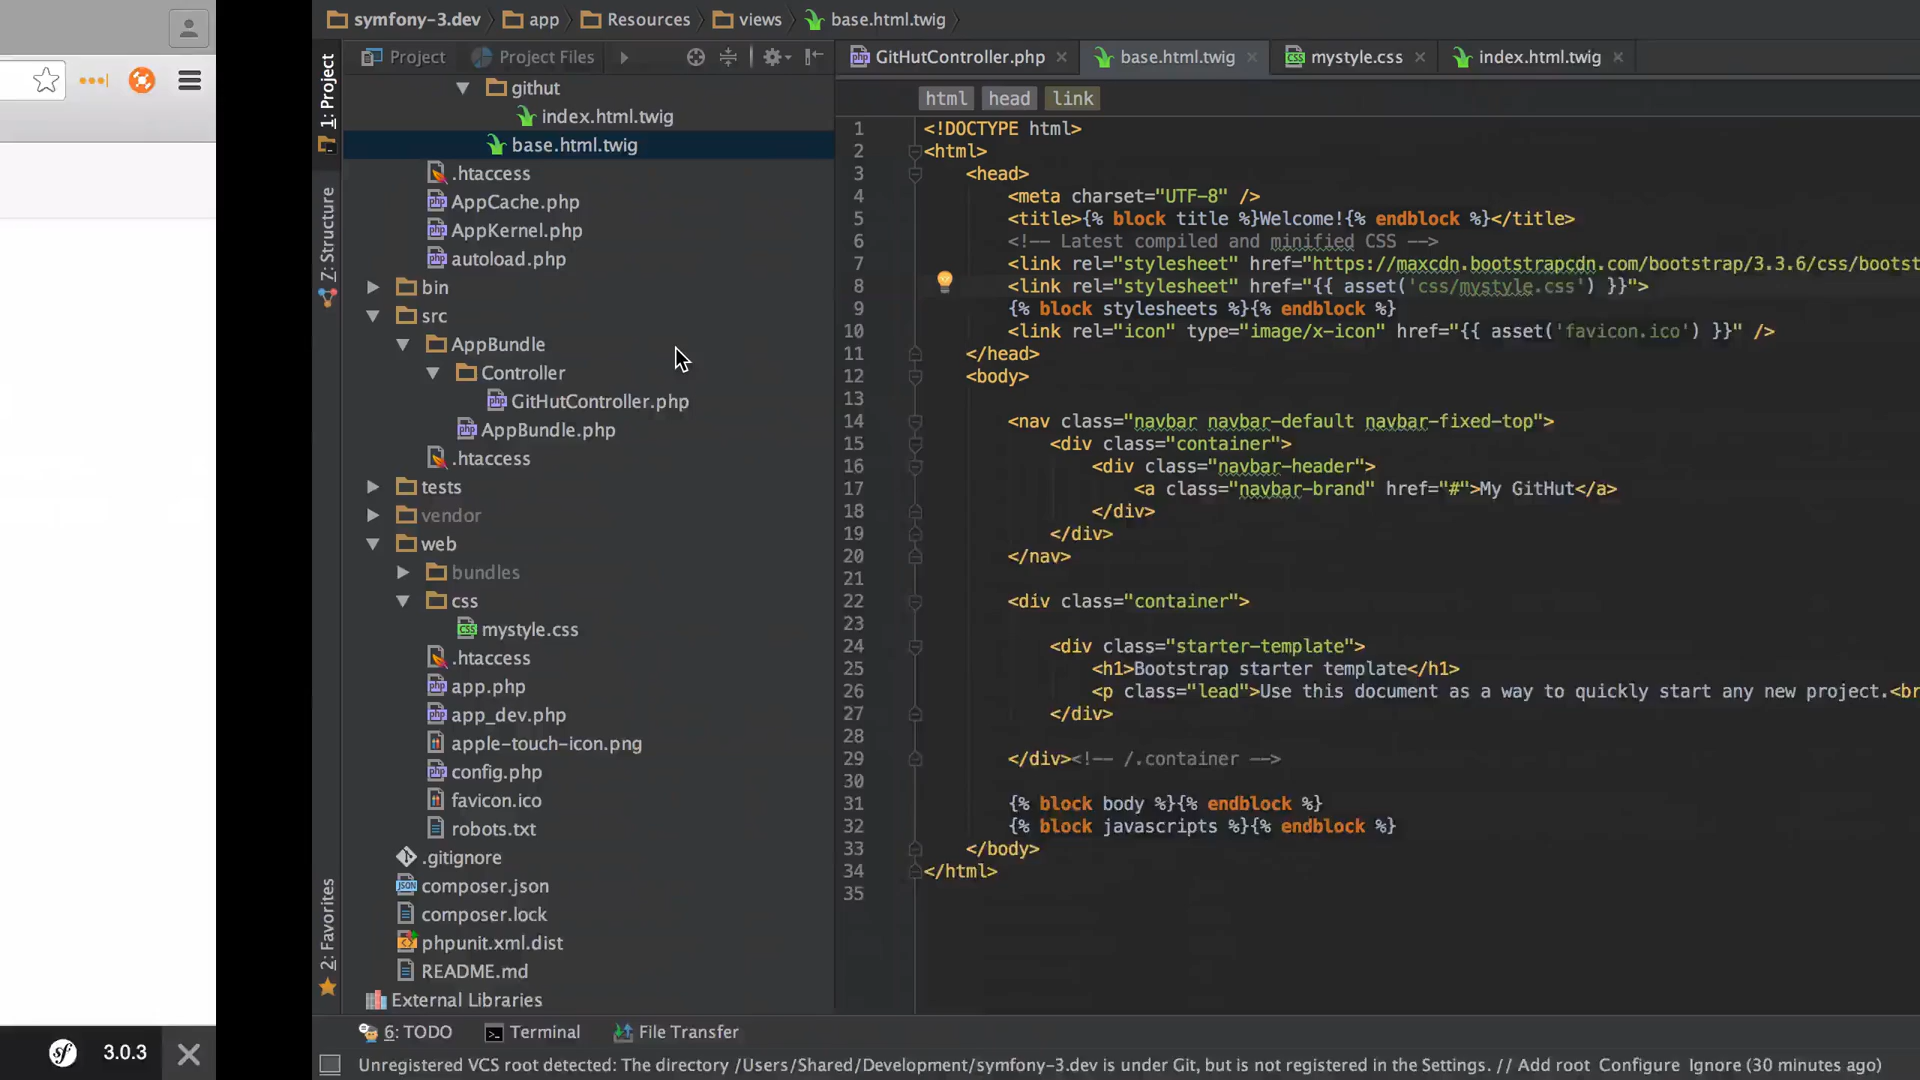 symfony-3.dev app Resources views base.html.twig
1: Project
Project Project Files
GitHutController.php base.html.twig mystyle.css index.html.twig
githut
index.html.twig
base.html.twig
.htaccess
AppCache.php
AppKernel.php
autoload.php
bin
src
AppBundle
Controller
GitHutController.php
AppBundle.php
.htaccess
tests
vendor
web
bundles
css
mystyle.css
.htaccess
app.php
app_dev.php
apple-touch-icon.png
config.php
favicon.ico
robots.txt
.gitignore
composer.json
composer.lock
phpunit.xml.dist
README.md
External Libraries
Z: Structure
2: Favorites
html head link
1 <!DOCTYPE html>
2 <html>
3 <head>
4 <meta charset="UTF-8" />
5 <title>{% block title %}Welcome!{% endblock %}</title>
6 <!-- Latest compiled and minified CSS -->
7 <link rel="stylesheet" href="https://maxcdn.bootstrapcdn.com/bootstrap/3.3.6/css/bootst
8 <link rel="stylesheet" href="{{ asset('css/mystyle.css') }}">
9 {% block stylesheets %}{% endblock %}
10 <link rel="icon" type="image/x-icon" href="{{ asset('favicon.ico') }}" />
11 </head>
12 <body>
13
14 <nav class="navbar navbar-default navbar-fixed-top">
15 <div class="container">
16 <div class="navbar-header">
17 <a class="navbar-brand" href="#">My GitHut</a>
18 </div>
19 </div>
20 </nav>
21
22 <div class="container">
23
24 <div class="starter-template">
25 <h1>Bootstrap starter template</h1>
26 <p class="lead">Use this document as a way to quickly start any new project.<br
27 </div>
28
29 </div><!-- /.container -->
30
31 {% block body %}{% endblock %}
32 {% block javascripts %}{% endblock %}
33 </body>
34 </html>
35
6: TODO Terminal File Transfer
sf 3.0.3
Unregistered VCS root detected: The directory /Users/Shared/Development/symfony-3.dev is under Git, but is not registered in the Settings. // Add root Configure Ignore (30 minutes ago)